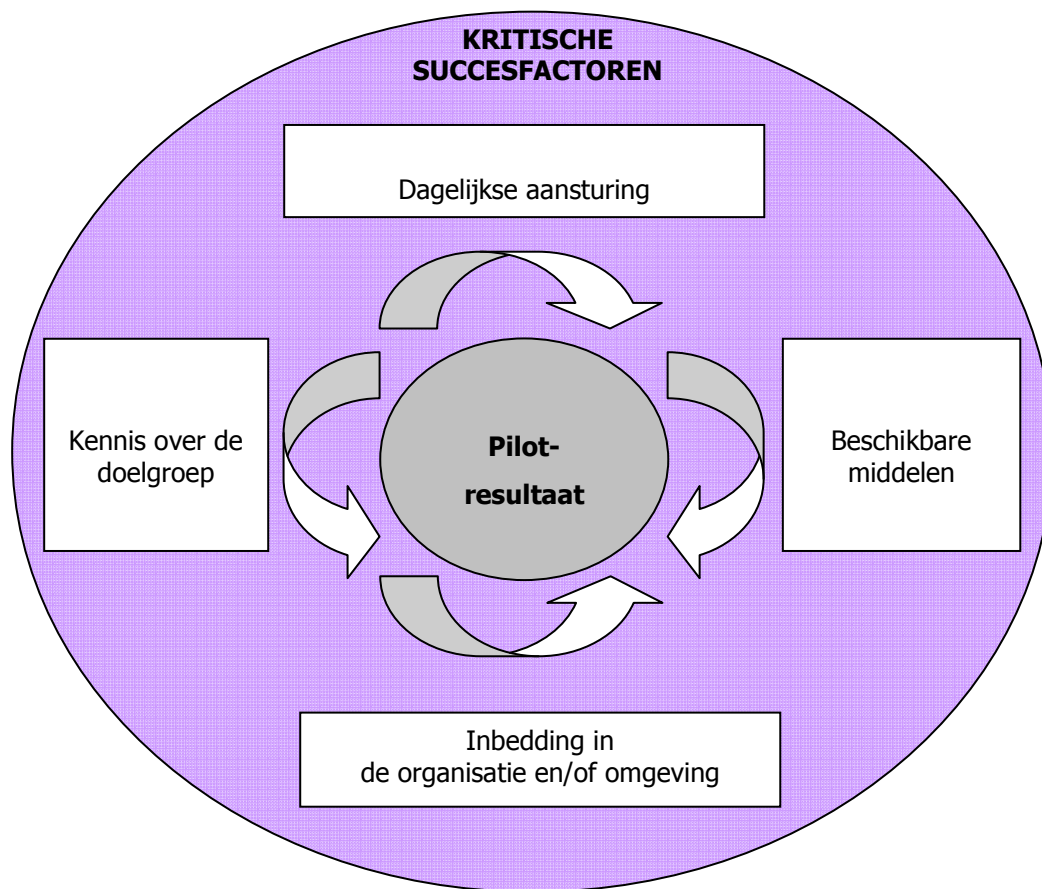 KRITISCHE
SUCCESFACTOREN
Dagelijkse aansturing
Kennis over de
doelgroep
Pilot-
resultaat
Beschikbare
middelen
Inbedding in
de organisatie en/of omgeving